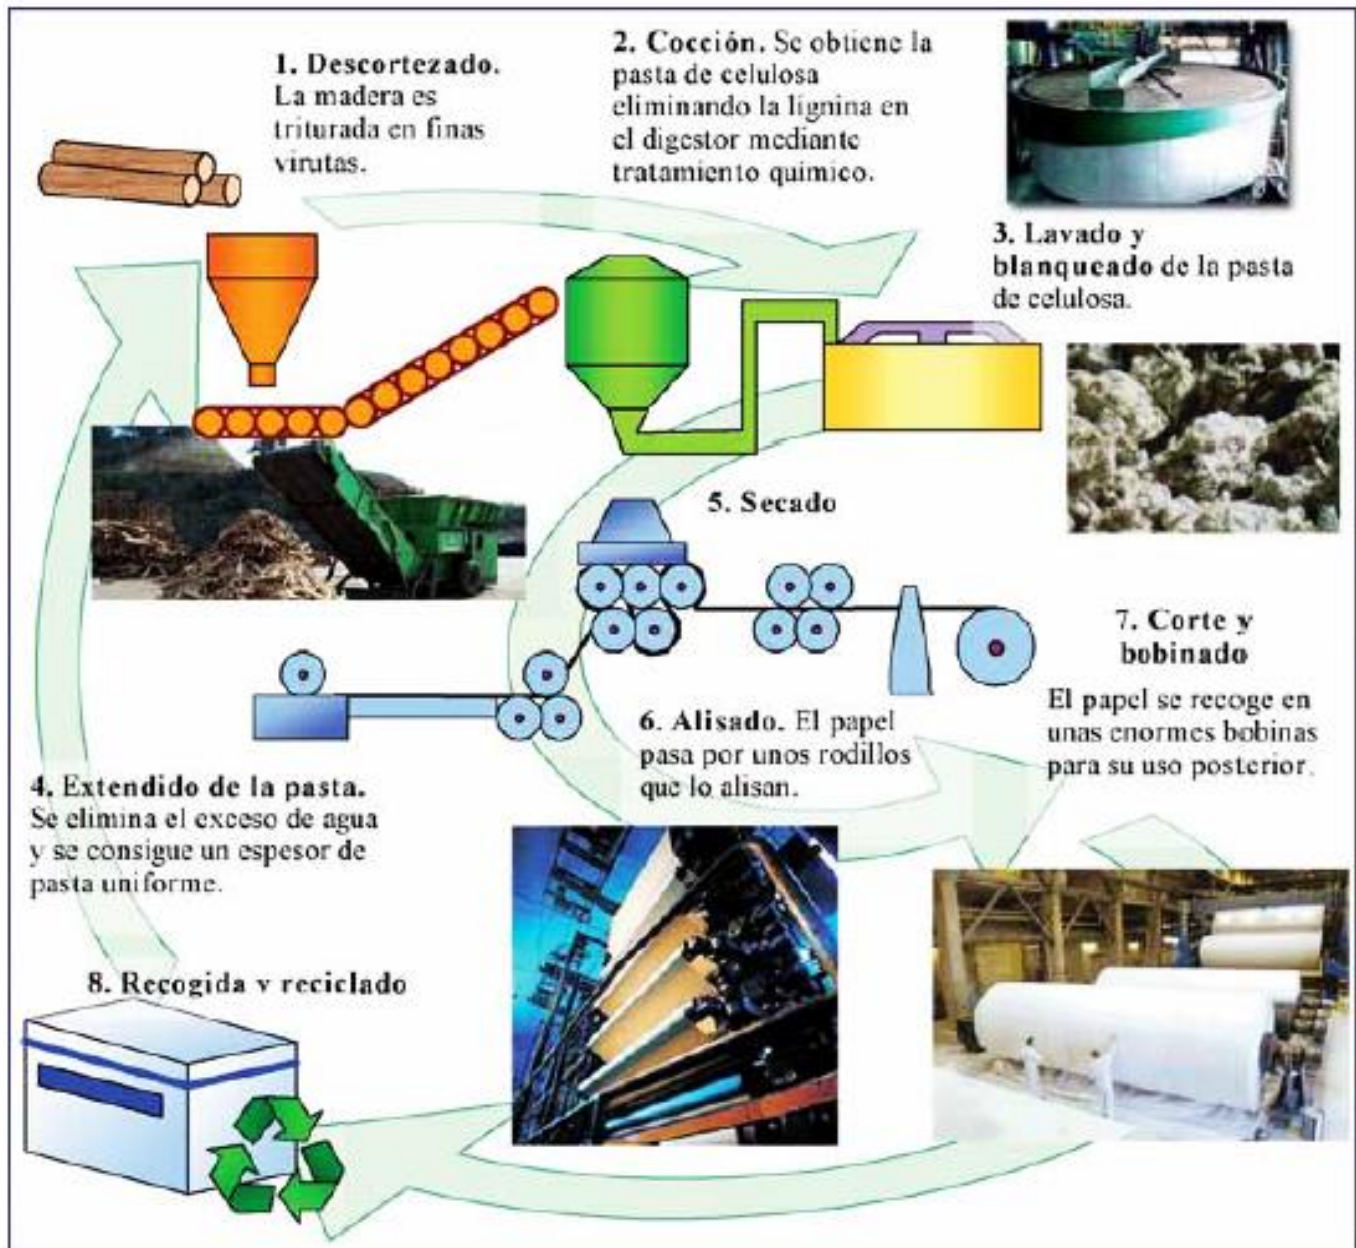 1. Descortezado.
La madera es
triturada en finas
virutas.
2. Cocción. Se obtiene la
pasta de celulosa
eliminando la lignina en
el digestor mediante
tratamiento químico.
3. Lavado y
blanqueado de la pasta
de celulosa.
5. Secado
7. Corte y
bobinado
El papel se recoge en
unas enormes bobinas
para su uso posterior.
6. Alisado. El papel
pasa por unos rodillos
que lo alisan.
4. Extendido de la pasta.
Se elimina el exceso de agua
y se consigue un espesor de
pasta uniforme.
8. Recogida y reciclado